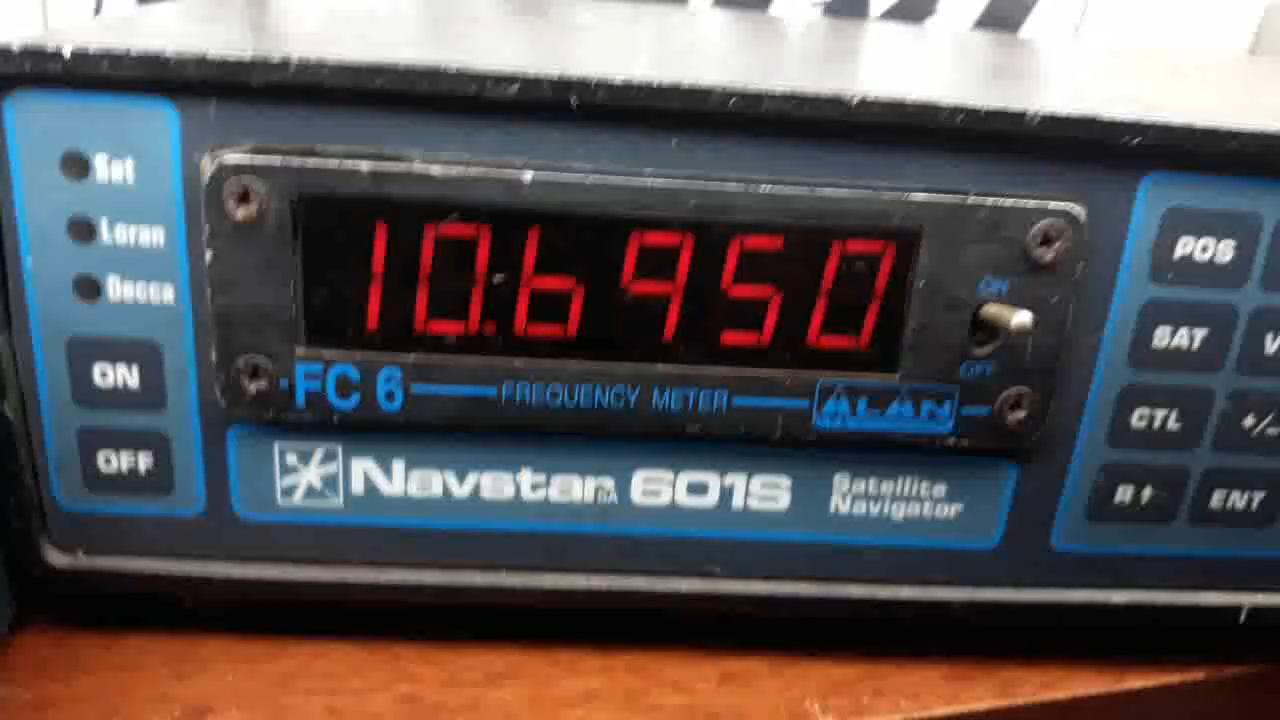 Sat
Loran
Decca
ON
OFF
10.6950
ON
OFF
FC 6 FREQUENCY METER ALAN
Navstar 601S Satellite
Navigator
POS
SAT
CTL +/-
R↑ ENT